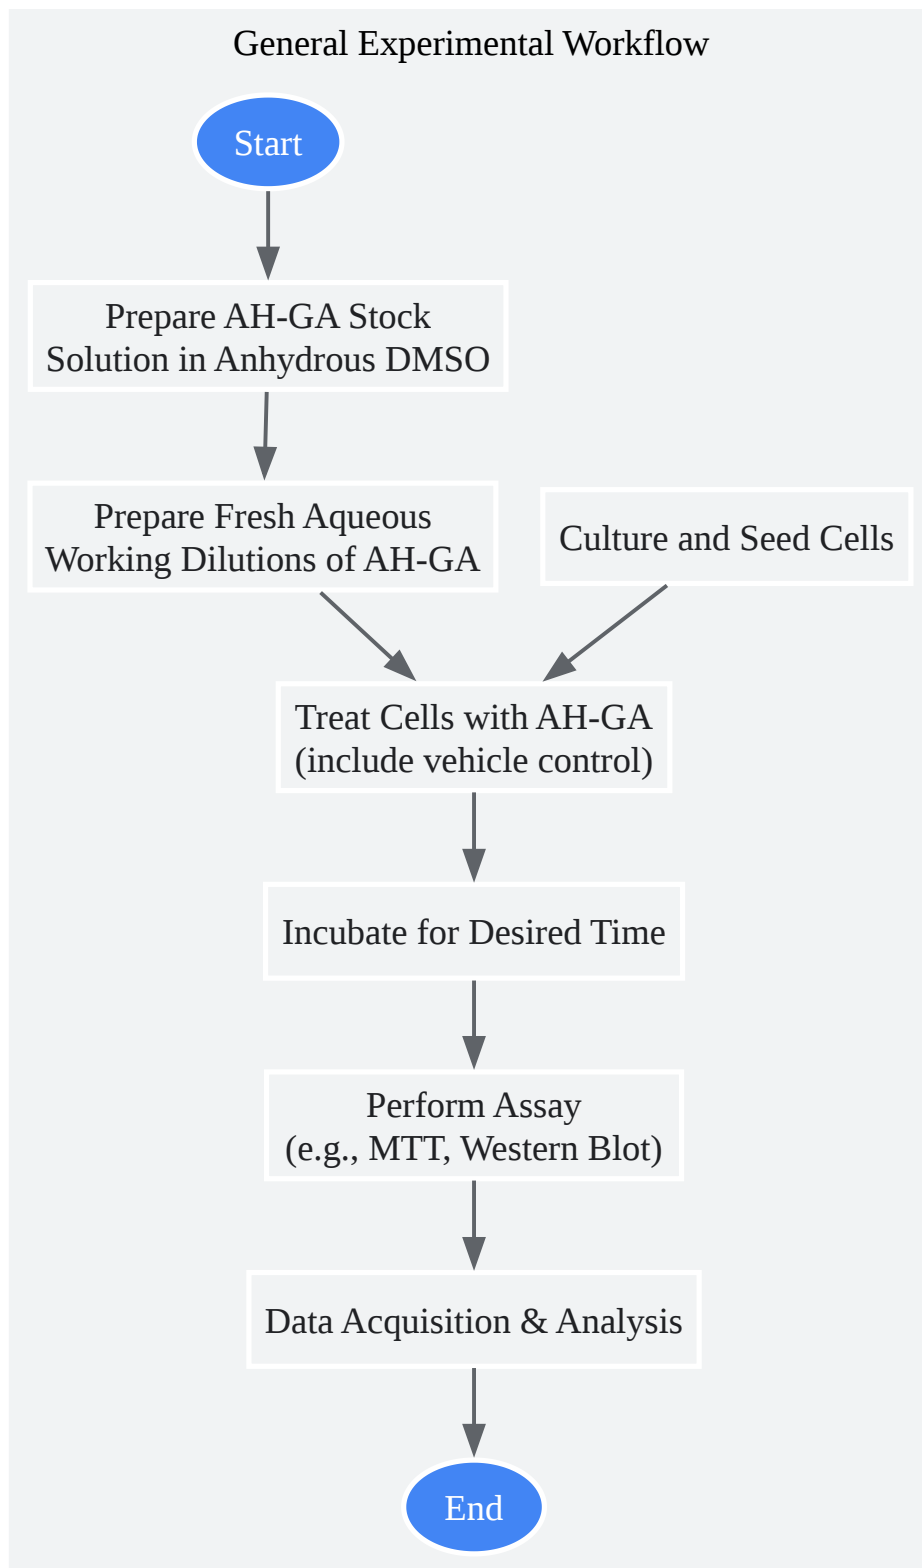 General Experimental Workflow
Start
Prepare AH-GA Stock
Solution in Anhydrous DMSO
Prepare Fresh Aqueous
Working Dilutions of AH-GA
Culture and Seed Cells
Treat Cells with AH-GA
(include vehicle control)
Incubate for Desired Time
Perform Assay
(e.g., MTT, Western Blot)
Data Acquisition & Analysis
End